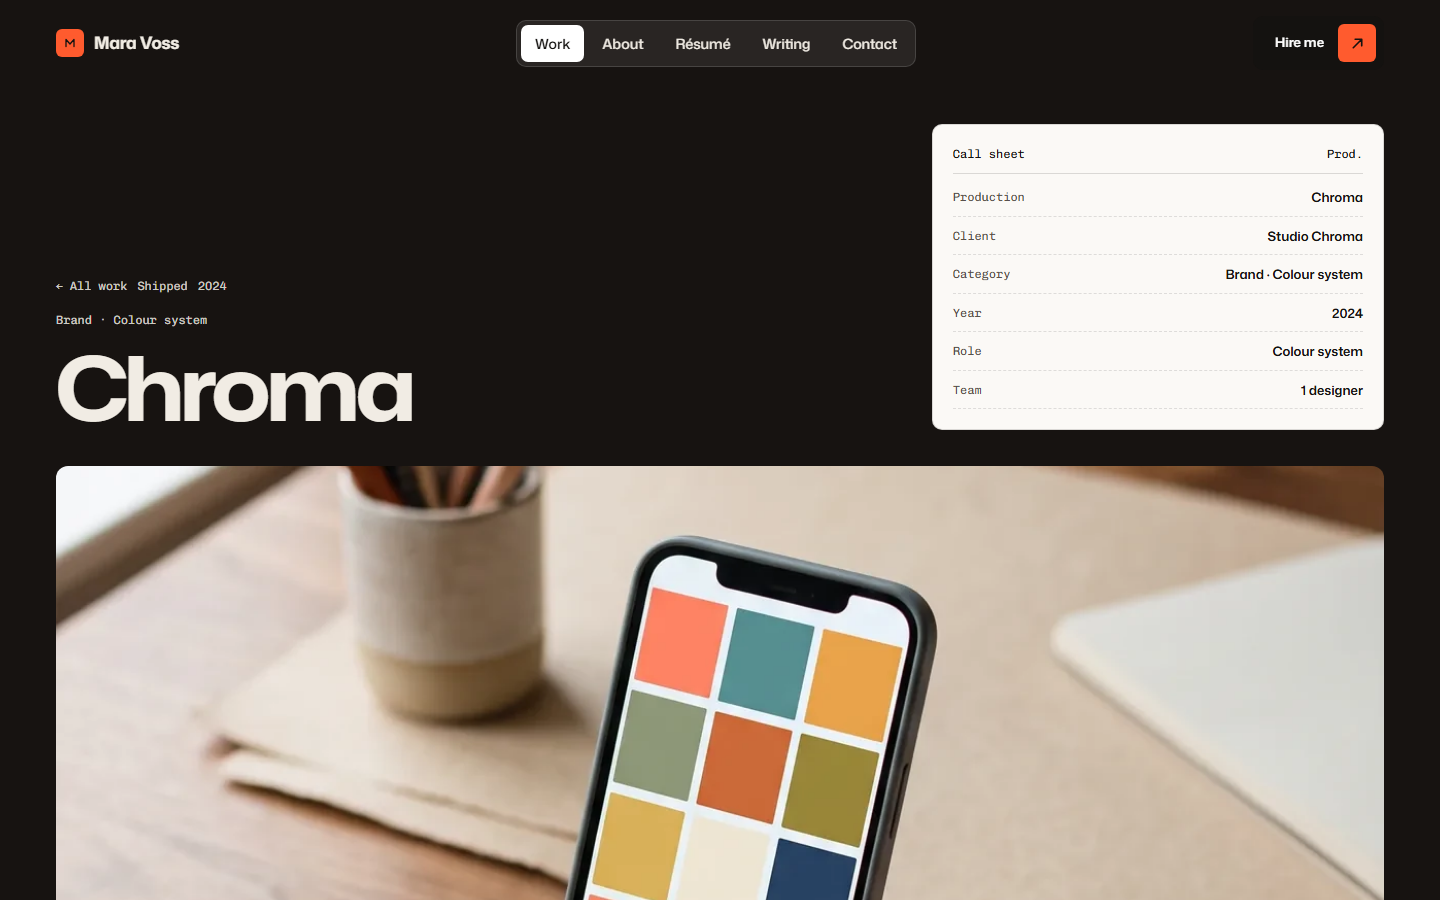 M Mara Voss
Work About Résumé Writing Contact
Hire me
← All work Shipped 2024
Brand · Colour system
Chroma
Call sheet Prod.
Production Chroma
Client Studio Chroma
Category Brand · Colour system
Year 2024
Role Colour system
Team 1 designer